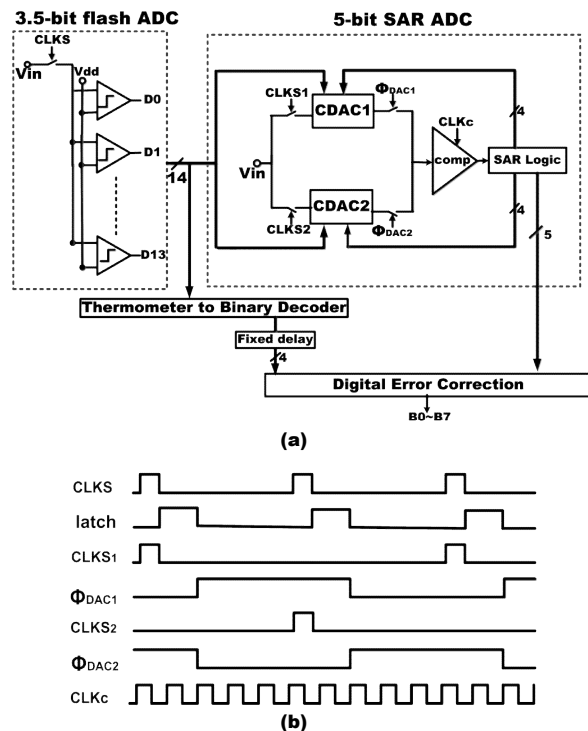 3.5-bit flash ADC
5-bit SAR ADC
CLKS
Vin
Vdd
D0
D1
D13
14
CLKS1
CDAC1
ΦDAC1
4
CLKc
comp
SAR Logic
Vin
CDAC2
CLKS2
ΦDAC2
4
5
Thermometer to Binary Decoder
Fixed delay
4
Digital Error Correction
B0~B7
(a)
CLKS
latch
CLKS1
ΦDAC1
CLKS2
ΦDAC2
CLKc
(b)